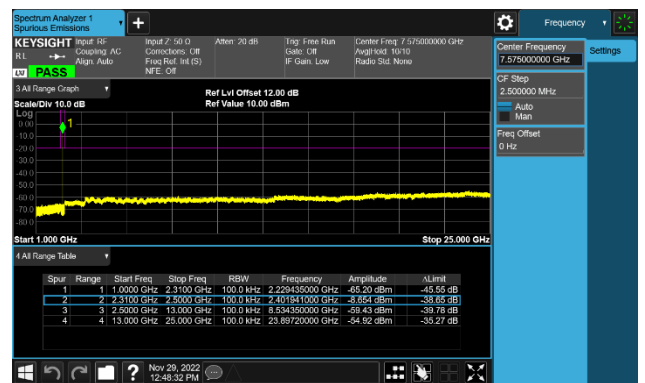 Spectrum Analyzer 1
Spurious Emissions
Frequency
KEYSIGHT Input: RF
R L
Coupling: AC
Align: Auto
Input Z: 50 Ω
Corrections: Off
Freq Ref: Int (S)
NFE: Off
Atten: 20 dB
Trig: Free Run
Gate: Off
IF Gain: Low
Center Freq: 7.575000000 GHz
Avg|Hold: 10/10
Radio Std: None
LXI PASS
Center Frequency
7.575000000 GHz
Settings
CF Step
2.500000 MHz
Auto
Man
Freq Offset
0 Hz
3 All Range Graph
Scale/Div 10.0 dB
Ref Lvl Offset 12.00 dB
Ref Value 10.00 dBm
Log
0.00
-10.0
-20.0
-30.0
-40.0
-50.0
-60.0
-70.0
-80.0
1
Start 1.000 GHz
Stop 25.000 GHz
4 All Range Table
Spur Range Start Freq Stop Freq RBW Frequency Amplitude ΔLimit
1 1 1.0000 GHz 2.3100 GHz 100.0 kHz 2.229435000 GHz -65.20 dBm -45.55 dB
2 2 2.3100 GHz 2.5000 GHz 100.0 kHz 2.401941000 GHz -8.654 dBm -38.65 dB
3 3 2.5000 GHz 13.000 GHz 100.0 kHz 8.534350000 GHz -59.43 dBm -39.78 dB
4 4 13.000 GHz 25.000 GHz 100.0 kHz 23.89720000 GHz -54.92 dBm -35.27 dB
Nov 29, 2022
12:48:32 PM